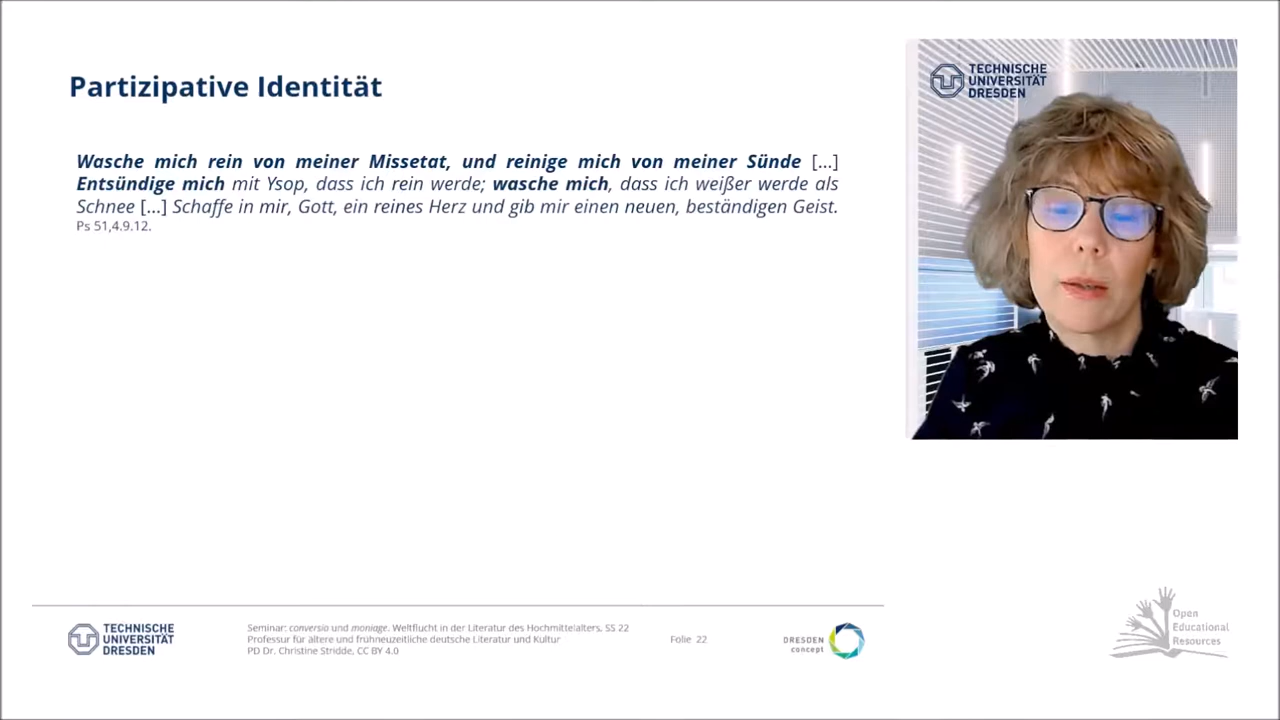 Partizipative Identität
Wasche mich rein von meiner Missetat, und reinige mich von meiner Sünde [...]
Entsündige mich mit Ysop, dass ich rein werde; wasche mich, dass ich weißer werde als
Schnee [...] Schaffe in mir, Gott, ein reines Herz und gib mir einen neuen, beständigen Geist.
Ps 51,4.9.12.
TECHNISCHE
UNIVERSITÄT
DRESDEN
TECHNISCHE
UNIVERSITÄT
DRESDEN
Seminar: conversio und moniage. Weltflucht in der Literatur des Hochmittelalters, SS 22
Professur für ältere und frühneuzeitliche deutsche Literatur und Kultur
PD Dr. Christine Stridde, CC BY 4.0
Folie 22
DRESDEN
concept
Open
Educational
Resources